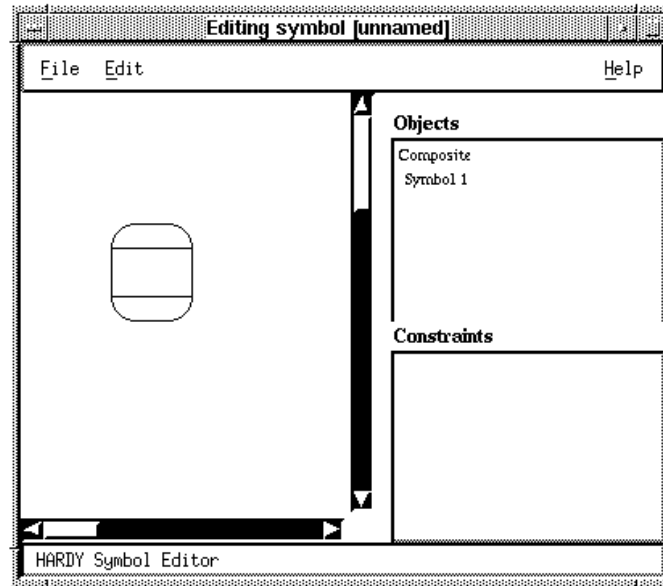 Editing symbol [unnamed]
File Edit Help
Objects
Composite
Symbol 1
Constraints
HARDY Symbol Editor